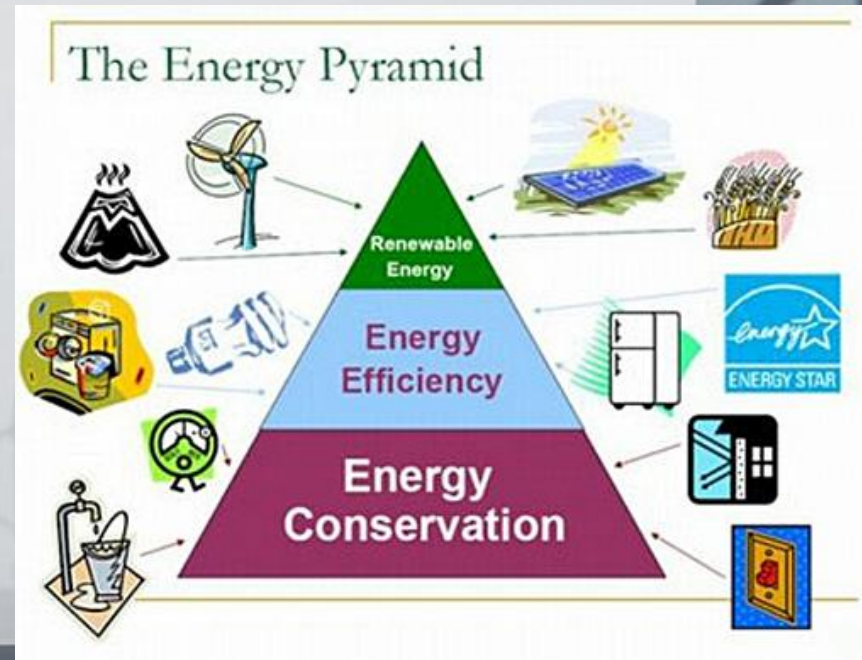 The Energy Pyramid
Renewable
Energy
Energy
Efficiency
energy
ENERGY STAR
Energy
Conservation